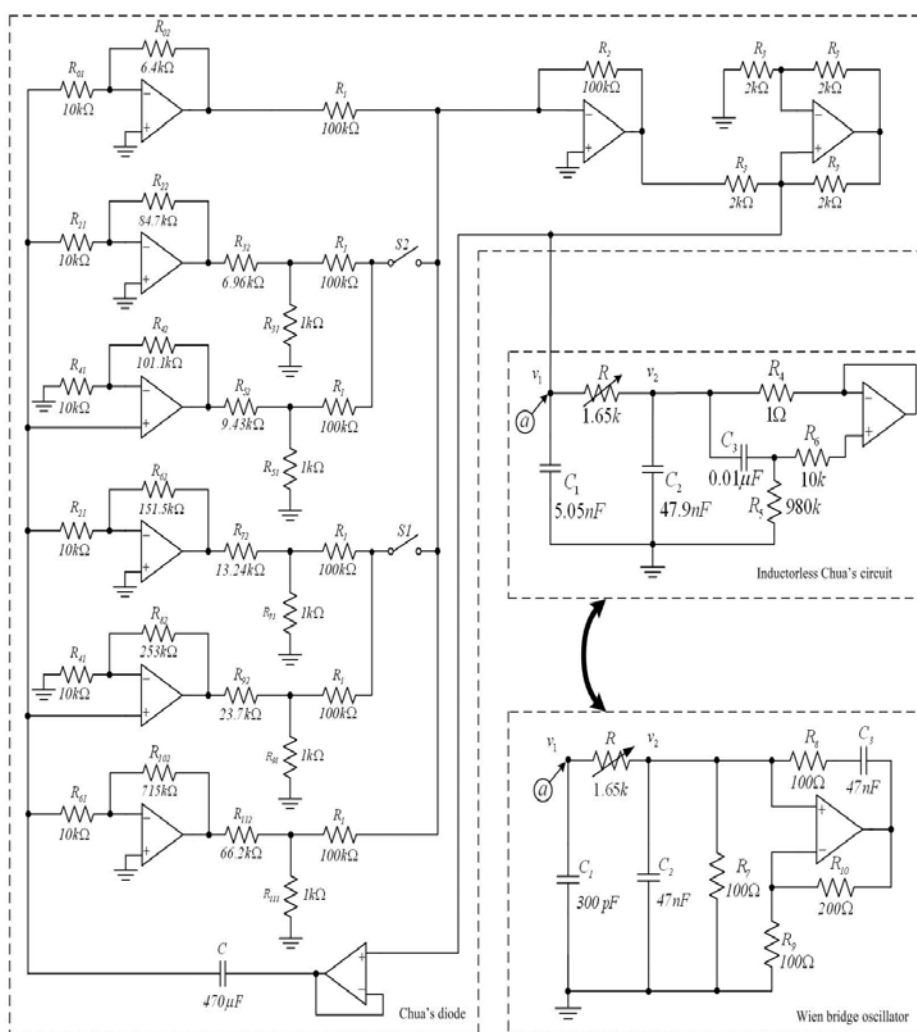 R02
6.4kΩ
R01
10kΩ
R1
100kΩ
R2
100kΩ
R3
2kΩ
R3
2kΩ
R3
2kΩ
R3
2kΩ
R22
84.7kΩ
R21
10kΩ
R32
6.96kΩ
R1
100kΩ
S2
R31
1kΩ
R42
101.1kΩ
R41
10kΩ
R52
9.43kΩ
R1
100kΩ
R51
1kΩ
R62
151.5kΩ
R21
10kΩ
R72
13.24kΩ
R1
100kΩ
S1
1kΩ
R82
253kΩ
R41
10kΩ
R92
23.7kΩ
R1
100kΩ
1kΩ
R102
715kΩ
R61
10kΩ
R112
66.2kΩ
R1
100kΩ
R111
1kΩ
C
470μF
+
−
Chua's diode
v1
a
R
1.65k
v2
R4
1Ω
C3
0.01μF
R6
10k
R5
980k
C1
5.05nF
C2
47.9nF
Inductorless Chua's circuit
v1
a
R
1.65k
v2
R8
100Ω
C3
47nF
C1
300 pF
C2
47nF
R7
100Ω
R10
200Ω
R9
100Ω
Wien bridge oscillator